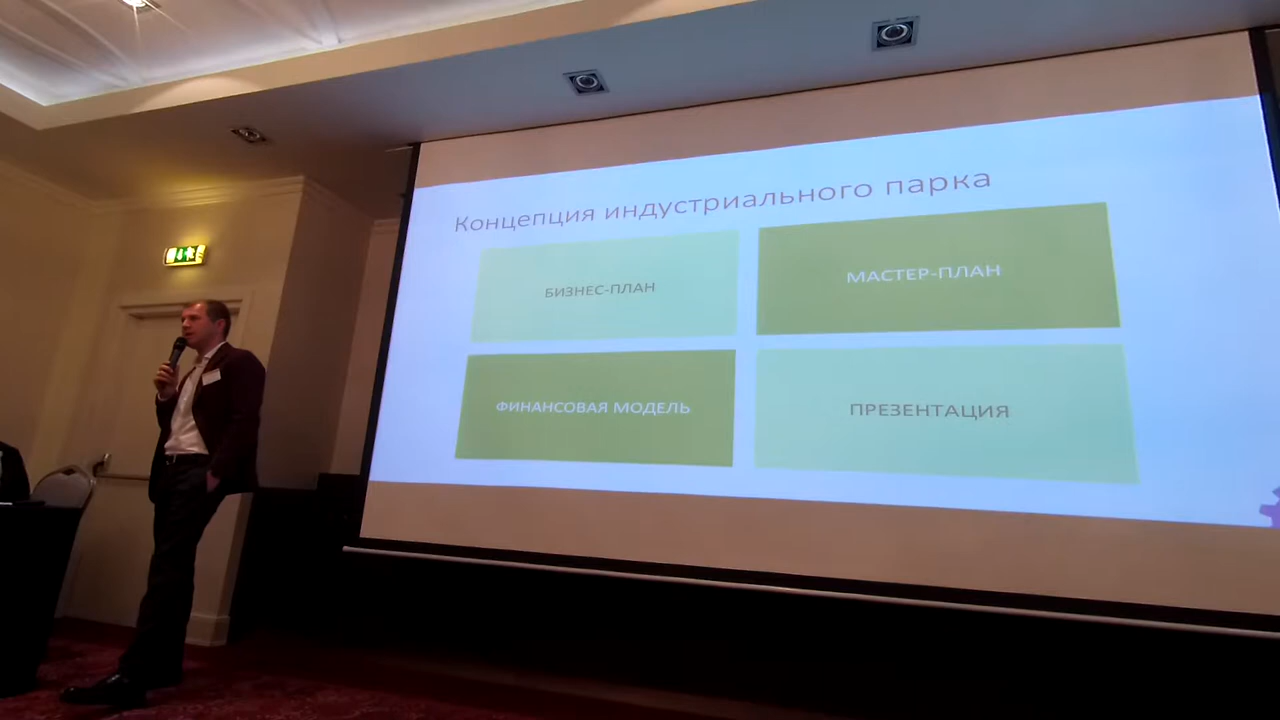 Концепция индустриального парка
БИЗНЕС-ПЛАН
МАСТЕР-ПЛАН
ФИНАНСОВАЯ МОДЕЛЬ
ПРЕЗЕНТАЦИЯ